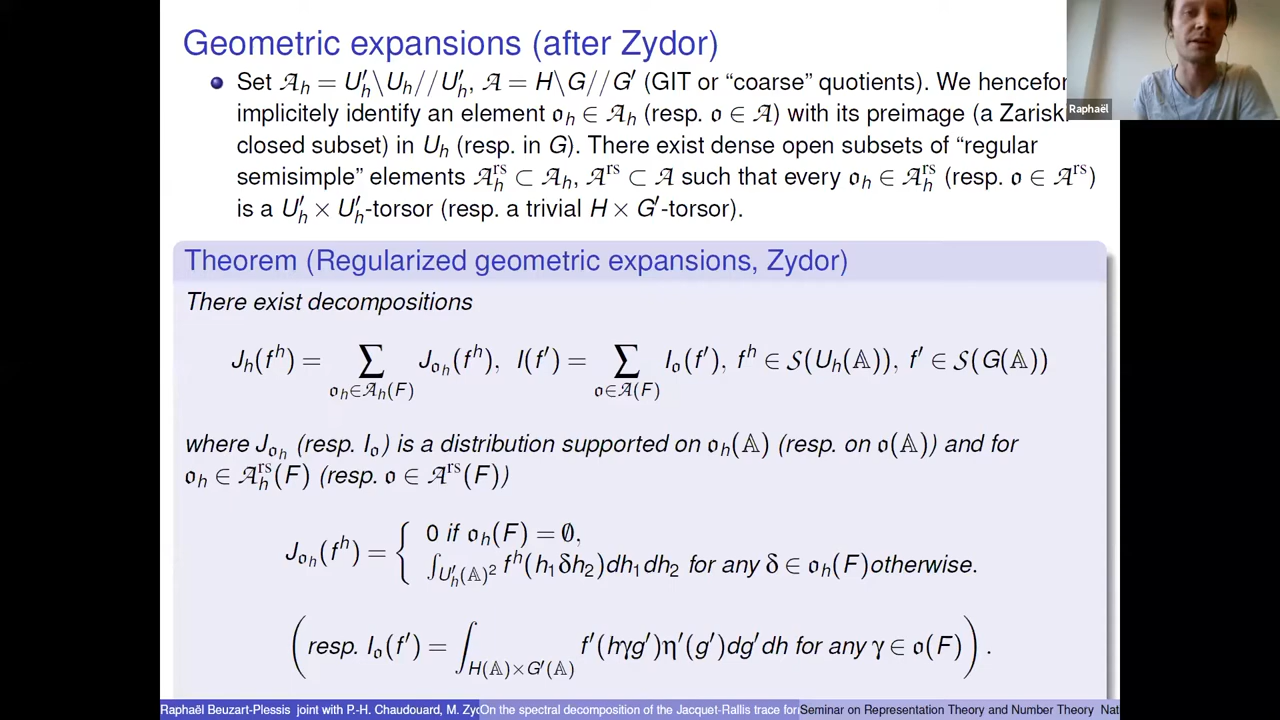 Geometric expansions (after Zydor)
Set 𝒜_h = U′_h\U_h//U′_h, 𝒜 = H\G//G′ (GIT or “coarse” quotients). We hencefor
implicitly identify an element 𝔬_h ∈ 𝒜_h (resp. 𝔬 ∈ 𝒜) with its preimage (a Zariski
closed subset) in U_h (resp. in G). There exist dense open subsets of “regular
semisimple” elements 𝒜_h^rs ⊂ 𝒜_h, 𝒜^rs ⊂ 𝒜 such that every 𝔬_h ∈ 𝒜_h^rs (resp. 𝔬 ∈ 𝒜^rs)
is a U′_h × U′_h-torsor (resp. a trivial H × G′-torsor).
Theorem (Regularized geometric expansions, Zydor)
There exist decompositions
J_h(f^h) = ∑_{𝔬_h∈𝒜_h(F)} J_{𝔬_h}(f^h), I(f′) = ∑_{𝔬∈𝒜(F)} I_𝔬(f′), f^h ∈ 𝒮(U_h(𝔸)), f′ ∈ 𝒮(G(𝔸))
where J_{𝔬_h} (resp. I_𝔬) is a distribution supported on 𝔬_h(𝔸) (resp. on 𝔬(𝔸)) and for
𝔬_h ∈ 𝒜_h^rs(F) (resp. 𝔬 ∈ 𝒜^rs(F))
J_{𝔬_h}(f^h) = { 0 if 𝔬_h(F) = ∅,
∫_{U′_h(𝔸)²} f^h(h₁δh₂)dh₁dh₂ for any δ ∈ 𝔬_h(F)otherwise.
(resp. I_𝔬(f′) = ∫_{H(𝔸)×G′(𝔸)} f′(hγg′)η′(g′)dg′dh for any γ ∈ 𝔬(F)).
Raphaël
Raphaël Beuzart-Plessis joint with P.-H. Chaudouard, M. Zyd
On the spectral decomposition of the Jacquet-Rallis trace for
Seminar on Representation Theory and Number Theory Nat